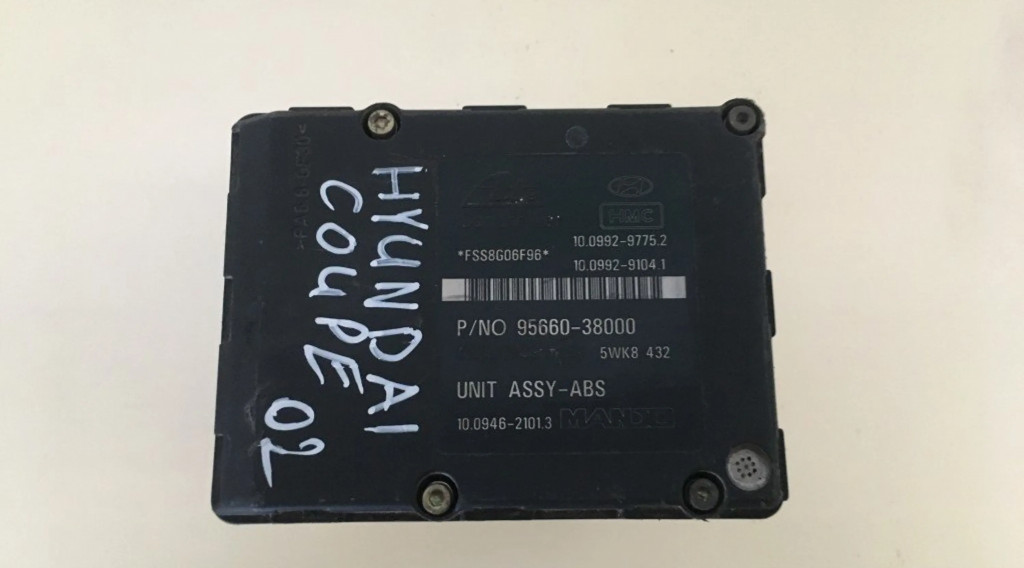 HYUNDAI
COUPE 02
HMC
10.0992-9775.2
*FSS8G06F96*
10.0992-9104.1
P/NO 95660-38000
5WK8 432
UNIT ASSY-ABS
10.0946-2101.3 MANDO